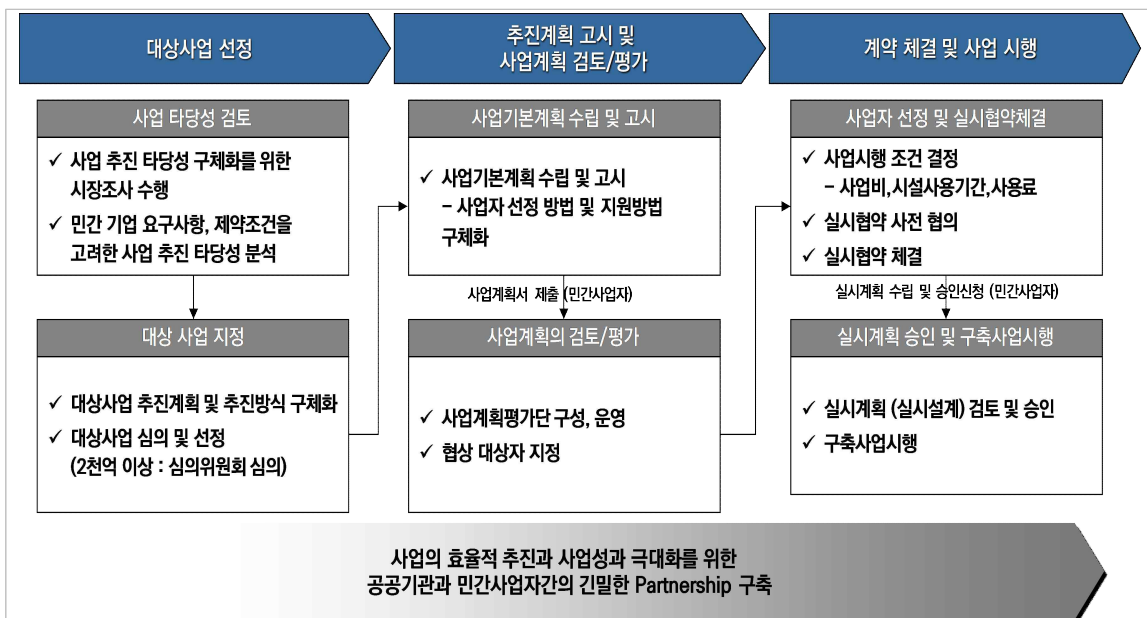 대상사업 선정
추진계획 고시 및
사업계획 검토/평가
계약 체결 및 사업 시행
사업 타당성 검토
✓ 사업 추진 타당성 구체화를 위한
시장조사 수행
✓ 민간 기업 요구사항, 제약조건을
고려한 사업 추진 타당성 분석
대상 사업 지정
✓ 대상사업 추진계획 및 추진방식 구체화
✓ 대상사업 심의 및 선정
(2천억 이상 : 심의위원회 심의)
사업기본계획 수립 및 고시
✓ 사업기본계획 수립 및 고시
– 사업자 선정 방법 및 지원방법
구체화
사업계획서 제출 (민간사업자)
사업계획의 검토/평가
✓ 사업계획평가단 구성, 운영
✓ 협상 대상자 지정
사업자 선정 및 실시협약체결
✓ 사업시행 조건 결정
– 사업비,시설사용기간,사용료
✓ 실시협약 사전 협의
✓ 실시협약 체결
실시계획 수립 및 승인신청 (민간사업자)
실시계획 승인 및 구축사업시행
✓ 실시계획 (실시설계) 검토 및 승인
✓ 구축사업시행
사업의 효율적 추진과 사업성과 극대화를 위한
공공기관과 민간사업자간의 긴밀한 Partnership 구축